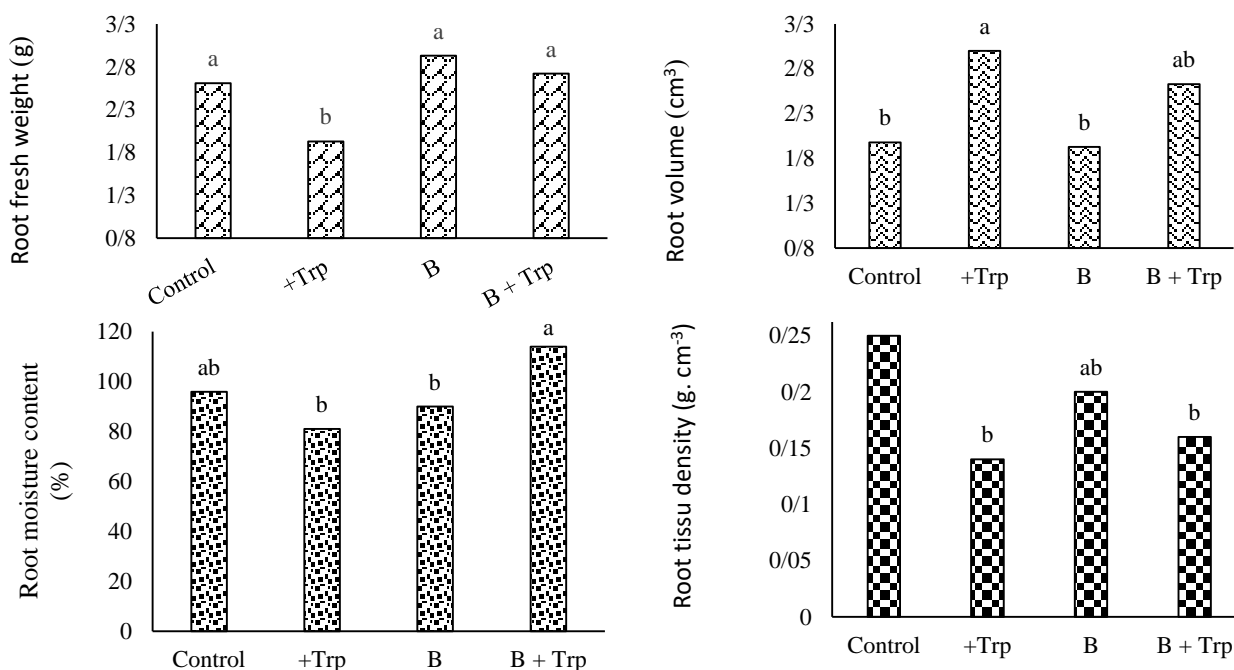 Root fresh weight (g)
3/3
2/8
2/3
1/8
1/3
0/8
a
b
a
a
Control
+Trp
B
B + Trp
Root volume (cm³)
3/3
2/8
2/3
1/8
1/3
0/8
b
a
b
ab
Control
+Trp
B
B + Trp
Root moisture content
(%)
120
100
80
60
40
20
0
ab
b
b
a
Control
+Trp
B
B + Trp
Root tissu density (g. cm⁻³)
0/25
0/2
0/15
0/1
0/05
0
b
ab
b
Control
+Trp
B
B + Trp